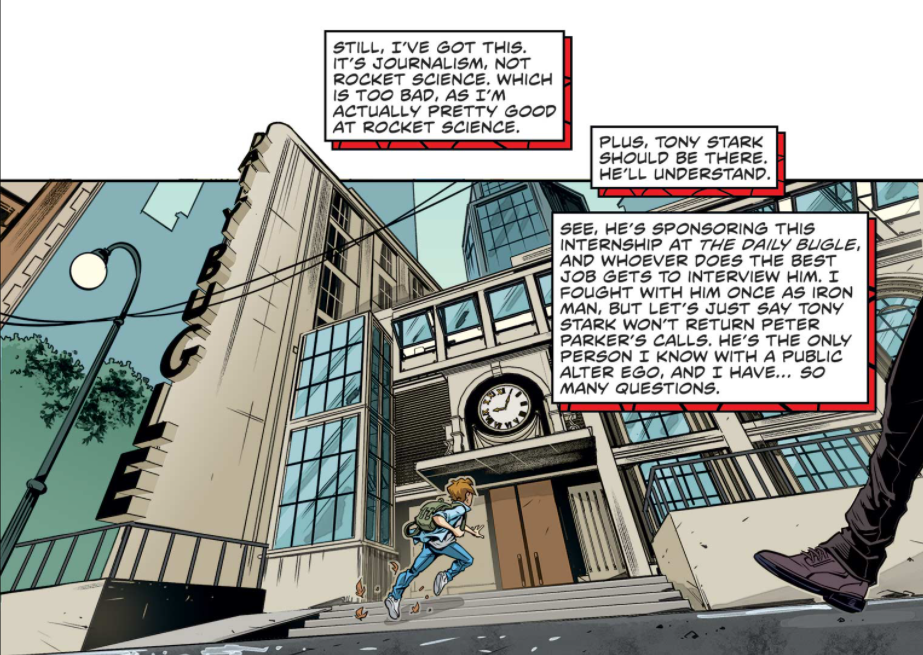 STILL, I'VE GOT THIS.
IT'S JOURNALISM, NOT
ROCKET SCIENCE. WHICH
IS TOO BAD, AS I'M
ACTUALLY PRETTY GOOD
AT ROCKET SCIENCE.
PLUS, TONY STARK
SHOULD BE THERE.
HE'LL UNDERSTAND.
SEE, HE'S SPONSORING THIS
INTERNSHIP AT THE DAILY BUGLE,
AND WHOEVER DOES THE BEST
JOB GETS TO INTERVIEW HIM. I
FOUGHT WITH HIM ONCE AS IRON
MAN, BUT LET'S JUST SAY TONY
STARK WON'T RETURN PETER
PARKER'S CALLS. HE'S THE ONLY
PERSON I KNOW WITH A PUBLIC
ALTER EGO, AND I HAVE... SO
MANY QUESTIONS.
DAILY BUGLE